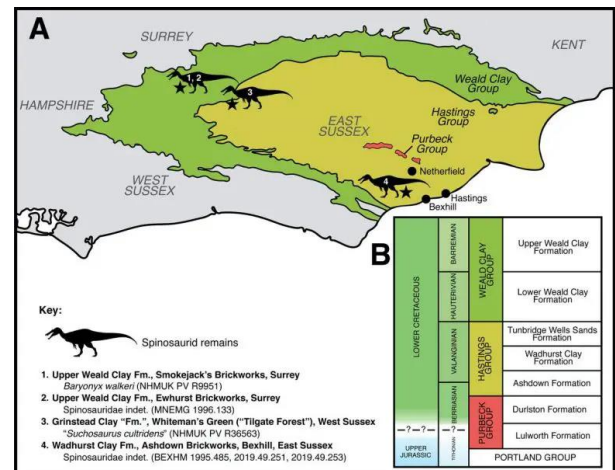 A
SURREY
KENT
HAMPSHIRE
1, 2
3
Weald Clay
Group
Hastings
Group
EAST
SUSSEX
Purbeck
Group
WEST
SUSSEX
4
Netherfield
Hastings
Bexhill
Key:
Spinosaurid remains
1. Upper Weald Clay Fm., Smokejack's Brickworks, Surrey
Baryonyx walkeri (NHMUK PV R9951)
2. Upper Weald Clay Fm., Ewhurst Brickworks, Surrey
Spinosauridae indet. (MNEMG 1996.133)
3. Grinstead Clay "Fm.", Whiteman's Green ("Tilgate Forest"), West Sussex
"Suchosaurus cultridens" (NHMUK PV R36563)
4. Wadhurst Clay Fm., Ashdown Brickworks, Bexhill, East Sussex
Spinosauridae indet. (BEXHM 1995.485, 2019.49.251, 2019.49.253)
B
LOWER CRETACEOUS
UPPER
JURASSIC
BARREMIAN
HAUTERIVIAN
VALANGINIAN
BERRIASIAN
TITHONIAN
– ? – – ? –
– ? –
WEALD CLAY
GROUP
HASTINGS
GROUP
PURBECK
GROUP
Upper Weald Clay
Formation
Lower Weald Clay
Formation
Tunbridge Wells Sands
Formation
Wadhurst Clay
Formation
Ashdown Formation
Durlston Formation
Lulworth Formation
PORTLAND GROUP